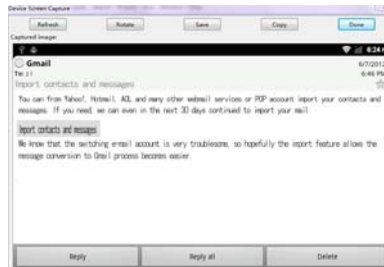 Device Screen Capture
Refresh Rotate Save Copy Done
Captured image:
6:24
Gmail 6/7/2012
To: 6:46 PM
Import contacts and messages
You can from Yahoo!, Hotmail, AOL and many other webmail services or POP account import your contacts and
messages. If you need, we can even in the next 30 days continued to import your mail.
Import contacts and messages
We know that the switching e-mail account is very troublesome, so hopefully the import feature allows the
message conversion to Gmail process becomes easier.
Reply Reply all Delete